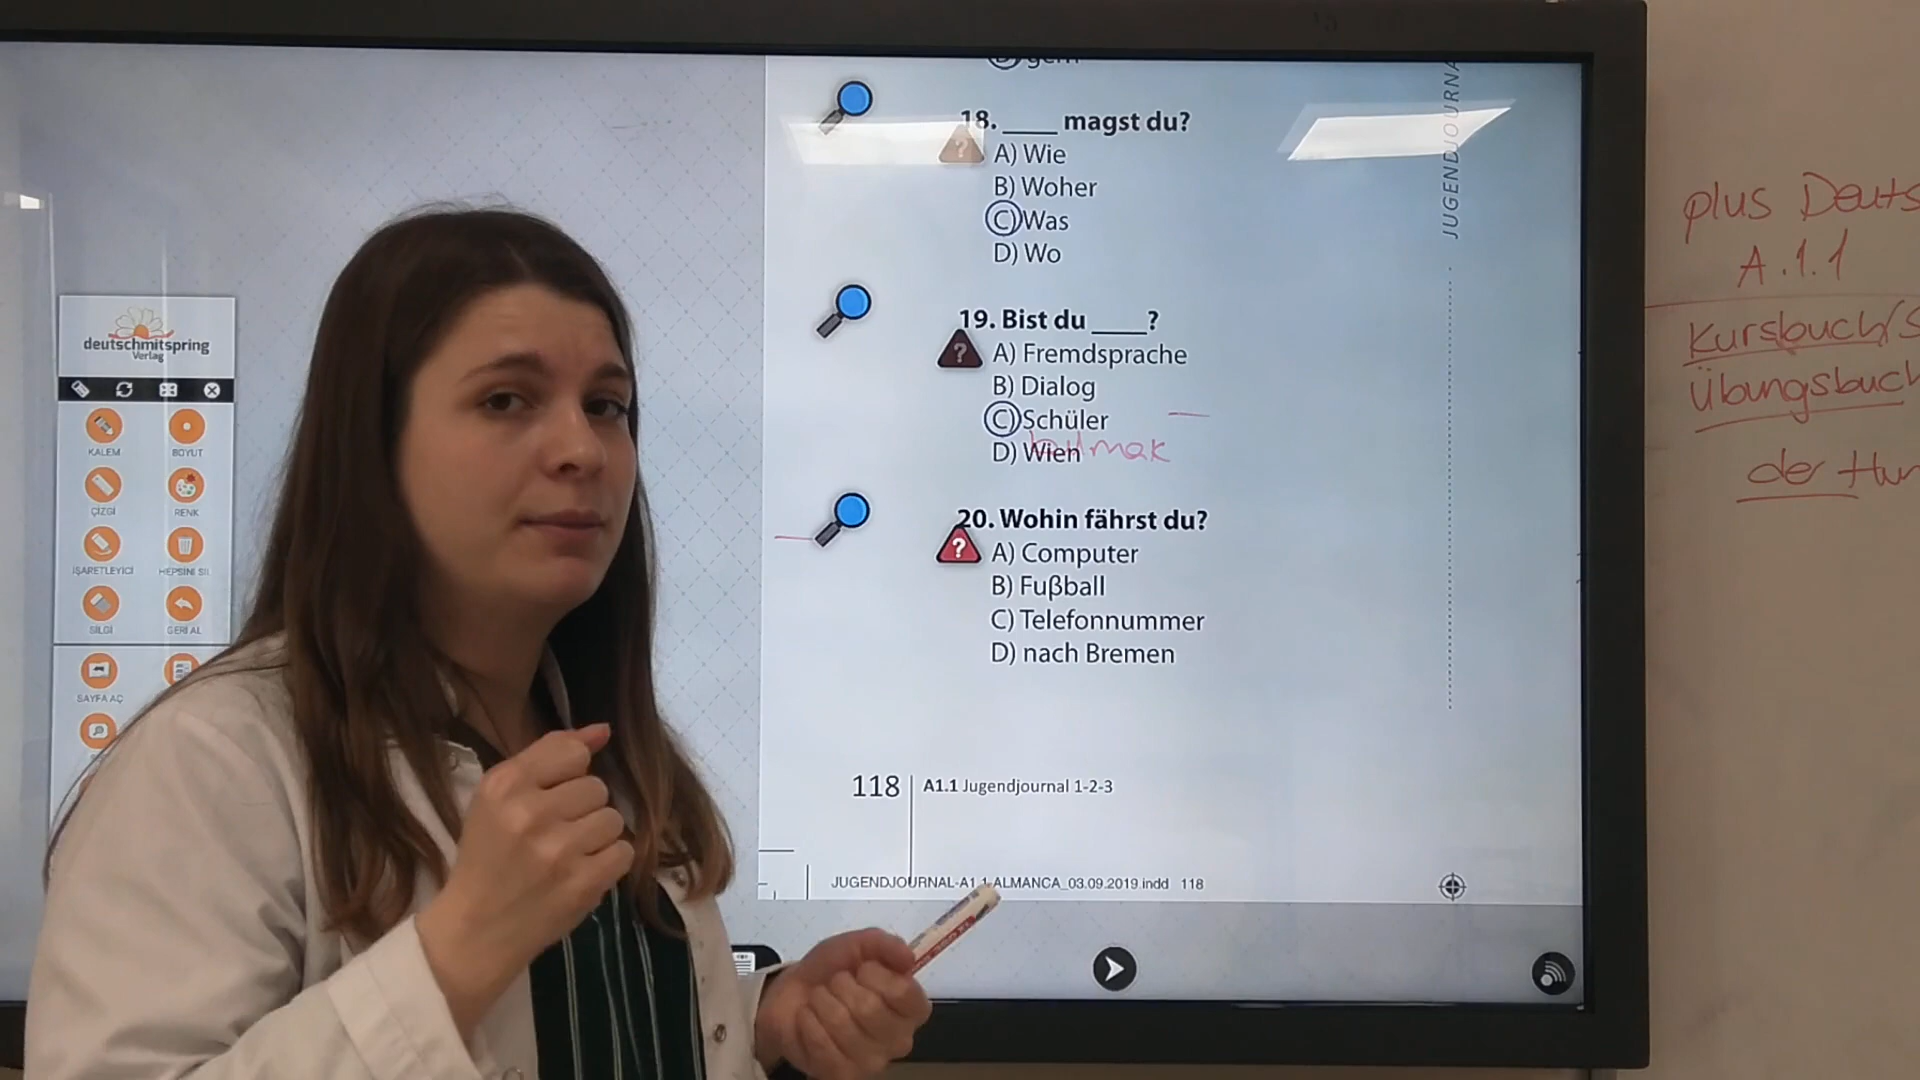 gern
18. ____ magst du?
A) Wie
B) Woher
C) Was
D) Wo
19. Bist du ____?
A) Fremdsprache
B) Dialog
C) Schüler
D) Wien
20. Wohin fährst du?
A) Computer
B) Fußball
C) Telefonnummer
D) nach Bremen
118
A1.1 Jugendjournal 1-2-3
JUGENDJOURNAL-A1.1-ALMANCA_03.09.2019.indd 118
JUGENDJOURNA
deutschmitspring
Verlag
KALEM
BOYUT
ÇİZGİ
RENK
İŞARETLEYİCİ
HEPSİNİ SİL
SİLGİ
GERİ AL
SAYFA AÇ
plus Deuts
A.1.1
Kursbuch/S
Übungsbuch
der Hun